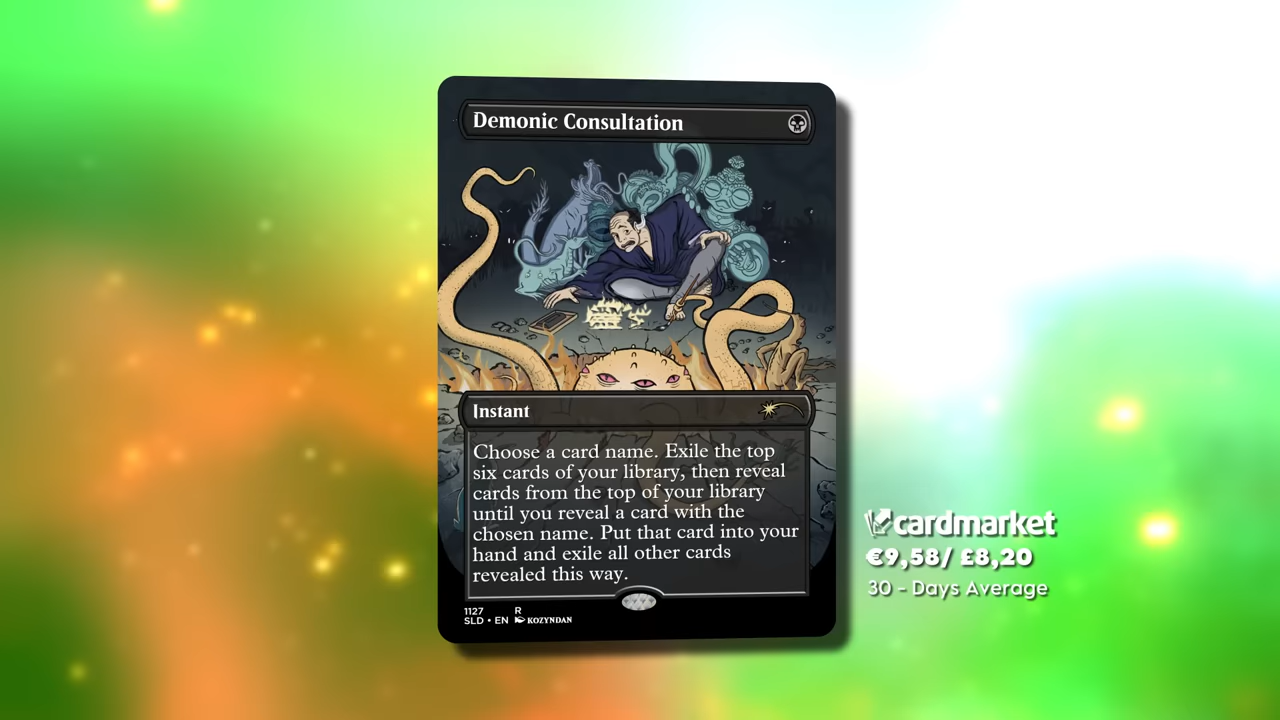 Demonic Consultation
Instant
Choose a card name. Exile the top
six cards of your library, then reveal
cards from the top of your library
until you reveal a card with the
chosen name. Put that card into your
hand and exile all other cards
revealed this way.
1127 R
SLD • EN KOZYNDAN
cardmarket
€9,58/ £8,20
30 - Days Average